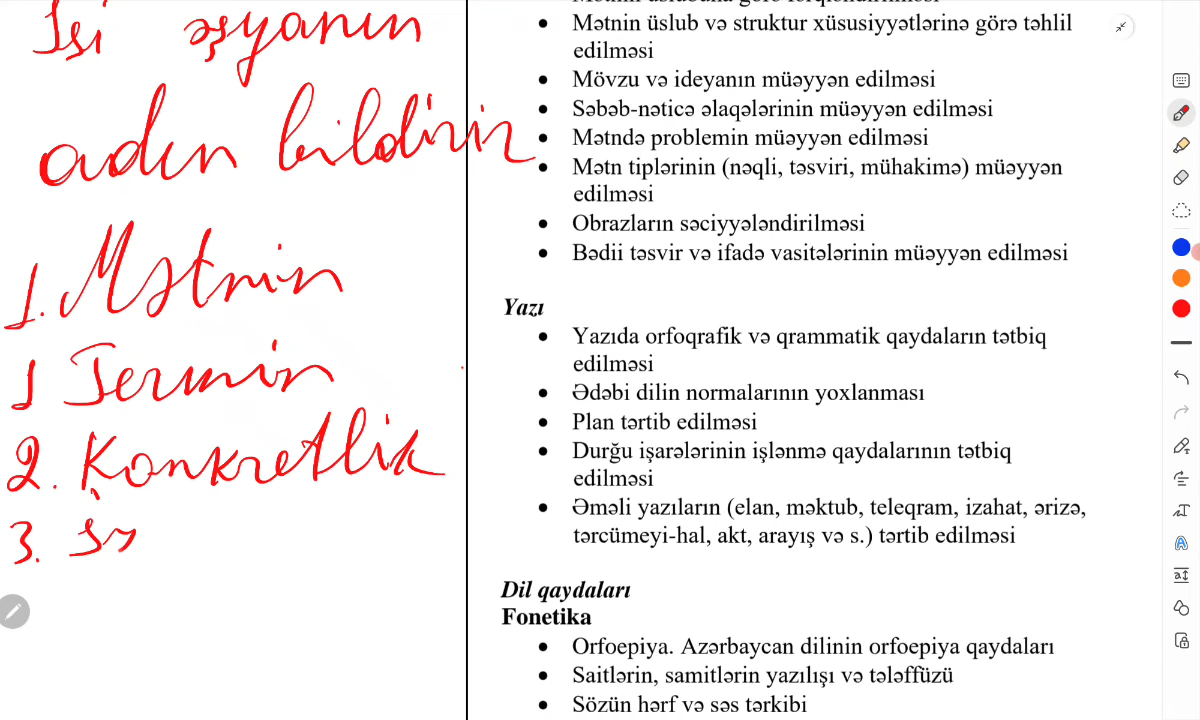 İşi əşyanın
adın bildirir
1. Mətnin
1 Termin
2. Konkretlik
3.
Mətnin üslub və struktur xüsusiyyətlərinə görə təhlil
edilməsi
Mövzu və ideyanın müəyyən edilməsi
Səbəb-nəticə əlaqələrinin müəyyən edilməsi
Mətndə problemin müəyyən edilməsi
Mətn tiplərinin (nəqli, təsviri, mühakimə) müəyyən
edilməsi
Obrazların səciyyələndirilməsi
Bədii təsvir və ifadə vasitələrinin müəyyən edilməsi
Yazı
Yazıda orfoqrafik və qrammatik qaydaların tətbiq
edilməsi
Ədəbi dilin normalarının yoxlanması
Plan tərtib edilməsi
Durğu işarələrinin işlənmə qaydalarının tətbiq
edilməsi
Əməli yazıların (elan, məktub, teleqram, izahat, ərizə,
tərcümeyi-hal, akt, arayış və s.) tərtib edilməsi
Dil qaydaları
Fonetika
Orfoepiya. Azərbaycan dilinin orfoepiya qaydaları
Saitlərin, samitlərin yazılışı və tələffüzü
Sözün hərf və səs tərkibi